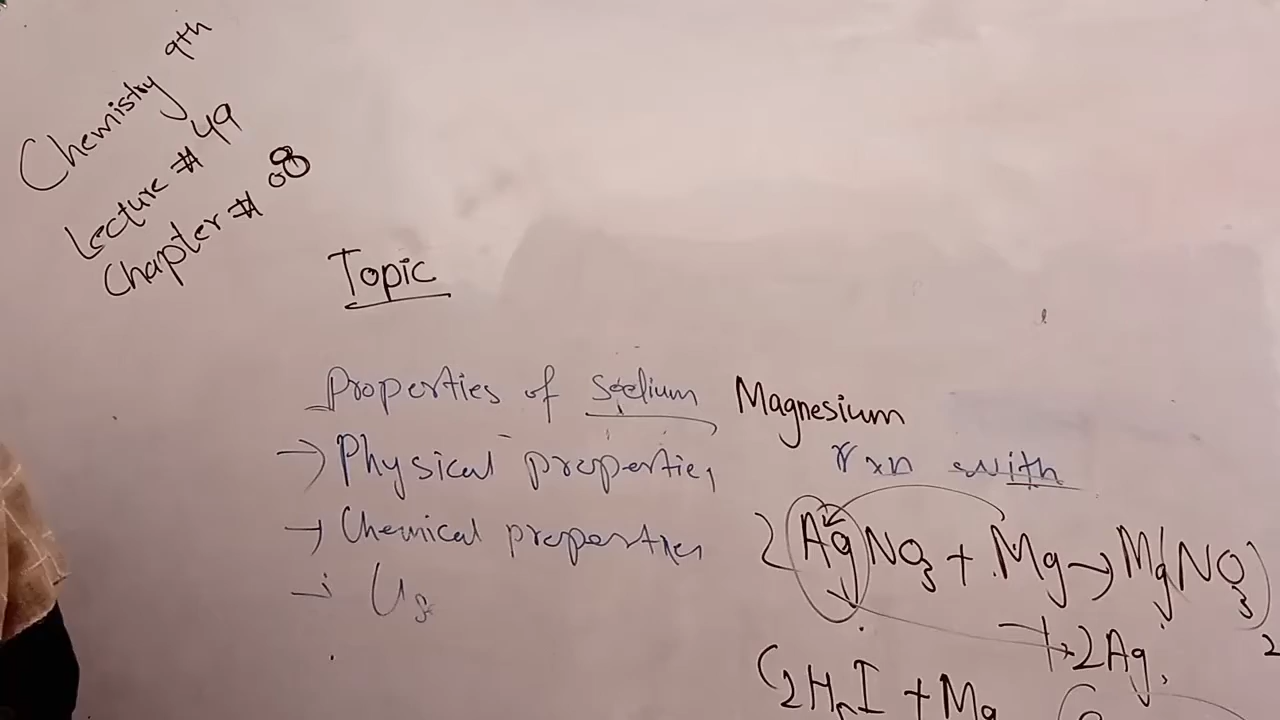 Chemistry 9th
Lecture # 49
Chapter # 08
Topic
Properties of Sodium Magnesium
→ Physical properties
→ Chemical properties
rxn with
2AgNO3 + Mg → Mg(NO3)2
+2Ag